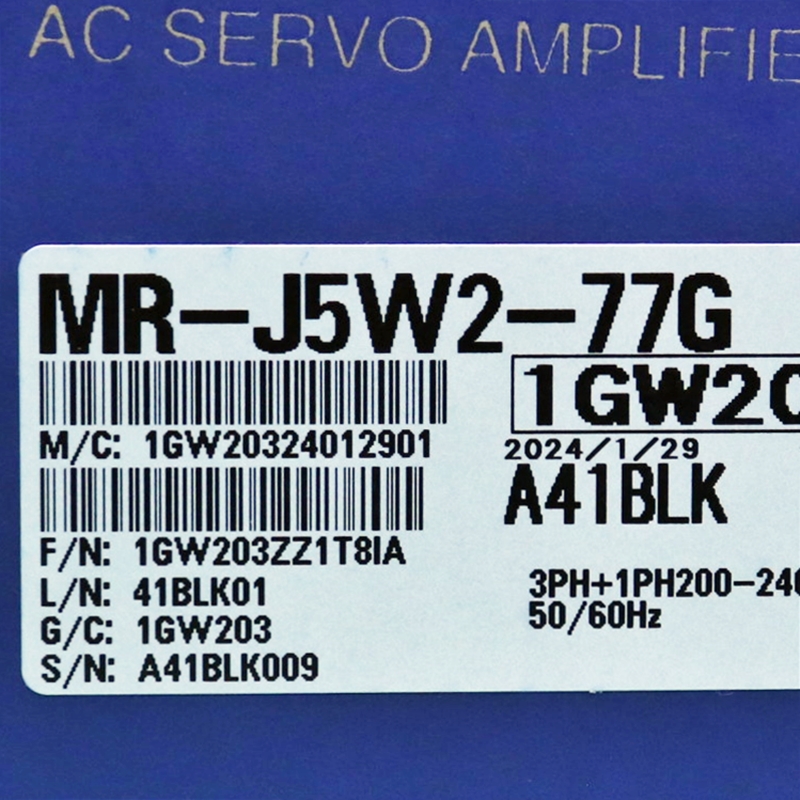 AC SERVO AMPLIFIE
MR-J5W2-77G
1GW20
M/C: 1GW20324012901
2024/1/29
A41BLK
F/N: 1GW203ZZ1T8IA
L/N: 41BLK01
3PH+1PH200-240
50/60Hz
G/C: 1GW203
S/N: A41BLK009